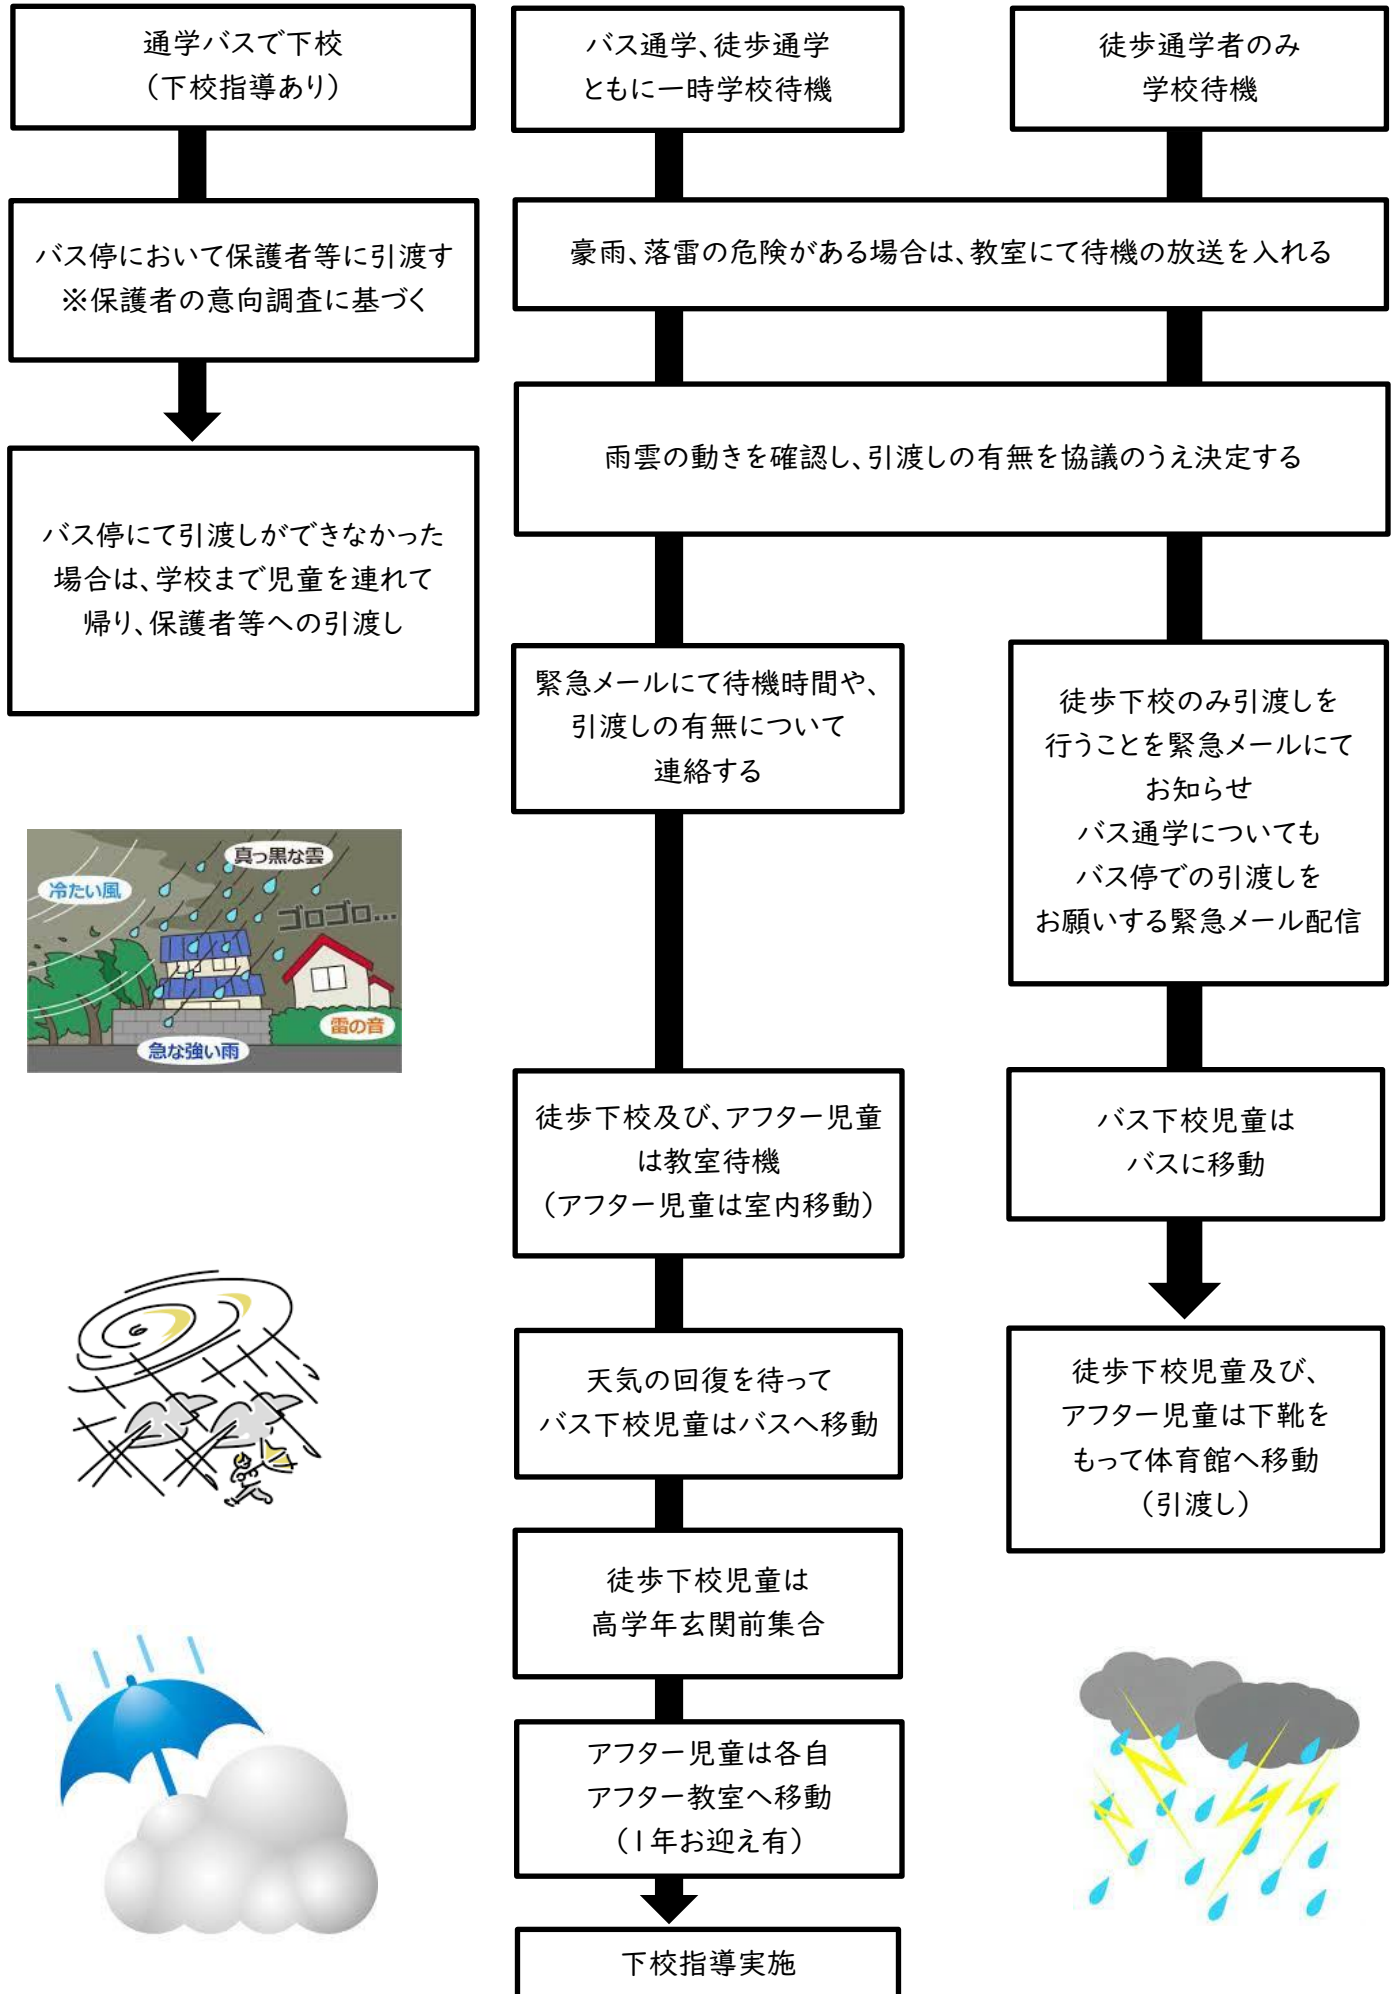 通学バスで下校
（下校指導あり）
バス通学、徒歩通学
ともに一時学校待機
徒歩通学者のみ
学校待機
バス停において保護者等に引渡す
※保護者の意向調査に基づく
豪雨、落雷の危険がある場合は、教室にて待機の放送を入れる
雨雲の動きを確認し、引渡しの有無を協議のうえ決定する
バス停にて引渡しができなかった
場合は、学校まで児童を連れて
帰り、保護者等への引渡し
緊急メールにて待機時間や、
引渡しの有無について
連絡する
徒歩下校のみ引渡しを
行うことを緊急メールにて
お知らせ
バス通学についても
バス停での引渡しを
お願いする緊急メール配信
真っ黒な雲
冷たい風
ゴロゴロ…
雷の音
急な強い雨
徒歩下校及び、アフター児童
は教室待機
（アフター児童は室内移動）
バス下校児童は
バスに移動
天気の回復を待って
バス下校児童はバスへ移動
徒歩下校児童及び、
アフター児童は下靴を
もって体育館へ移動
（引渡し）
徒歩下校児童は
高学年玄関前集合
アフター児童は各自
アフター教室へ移動
（1年お迎え有）
下校指導実施